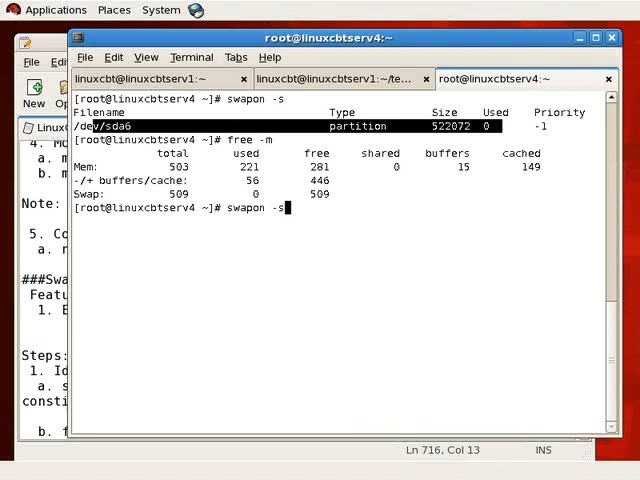 Applications Places System
root@linuxcbtserv4:~
File Edit View Terminal Tabs Help
linuxcbt@linuxcbtserv1:~
linuxcbt@linuxcbtserv1:~/te...
root@linuxcbtserv4:~
[root@linuxcbtserv4 ~]# swapon -s
Filename Type Size Used Priority
/dev/sda6 partition 522072 0 -1
[root@linuxcbtserv4 ~]# free -m
total used free shared buffers cached
Mem: 503 221 281 0 15 149
-/+ buffers/cache: 56 446
Swap: 509 0 509
[root@linuxcbtserv4 ~]# swapon -s
File
New
a. m
b. m
Note:
5. Co
a. n
###Swa
Featu
1. E
Steps:
1. Id
a. s
consti
b. f
Ln 716, Col 13 INS